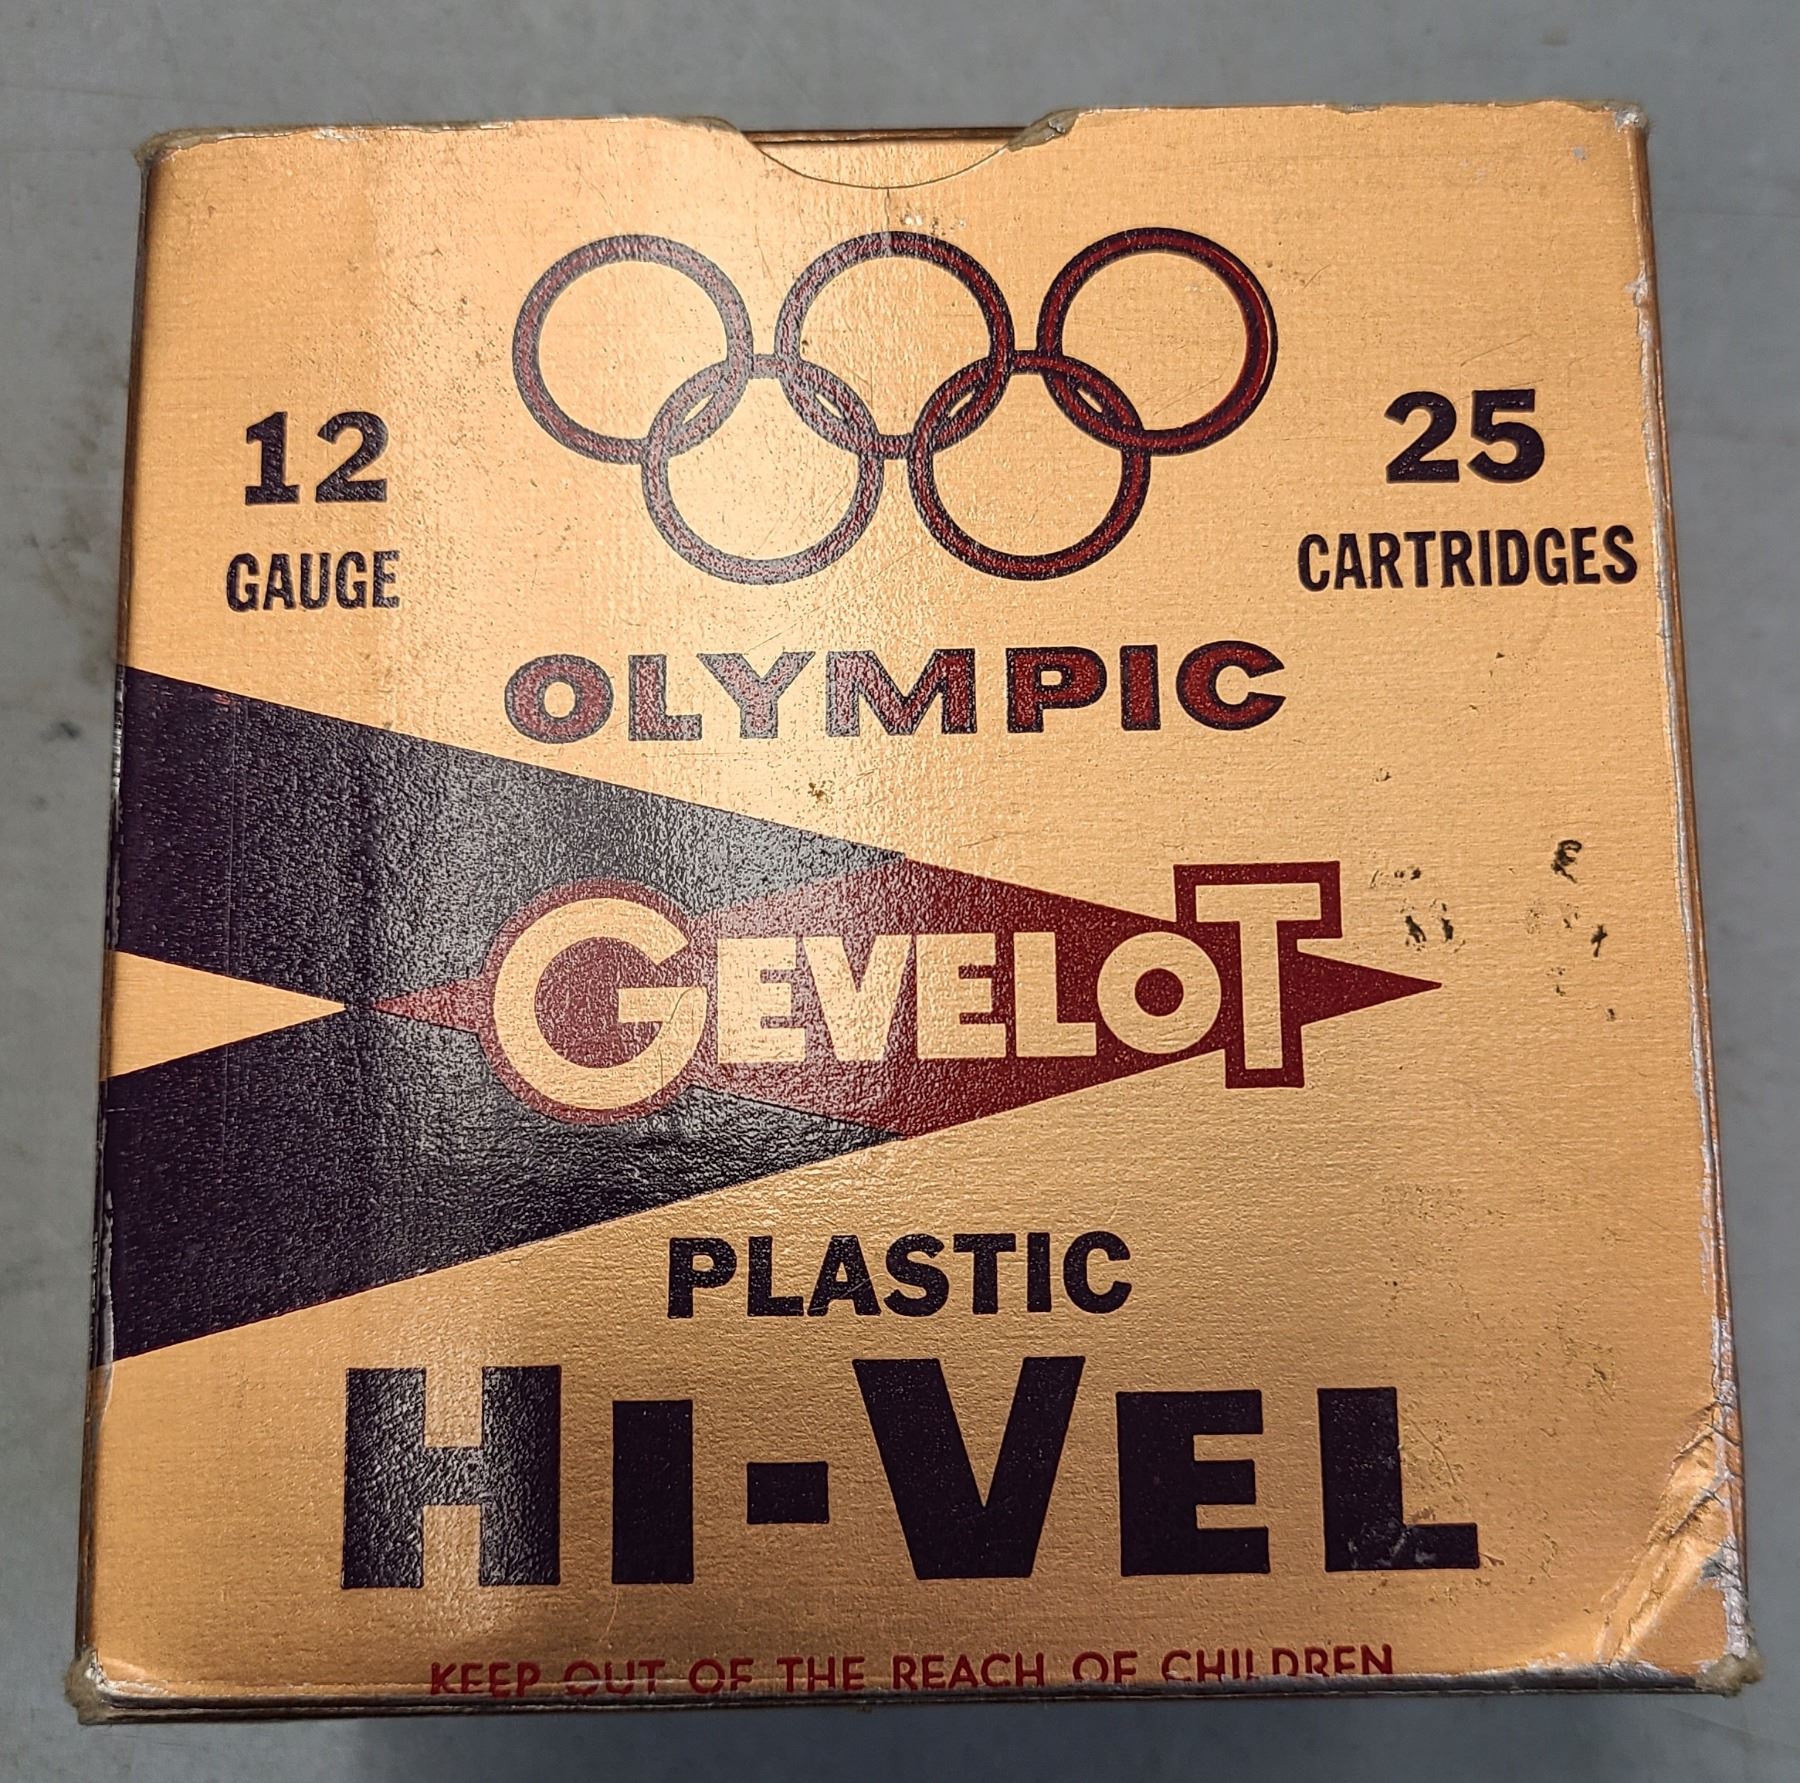 12
GAUGE
25
CARTRIDGES
OLYMPIC
GEVELOT
PLASTIC
HI-VEL
KEEP OUT OF THE REACH OF CHILDREN